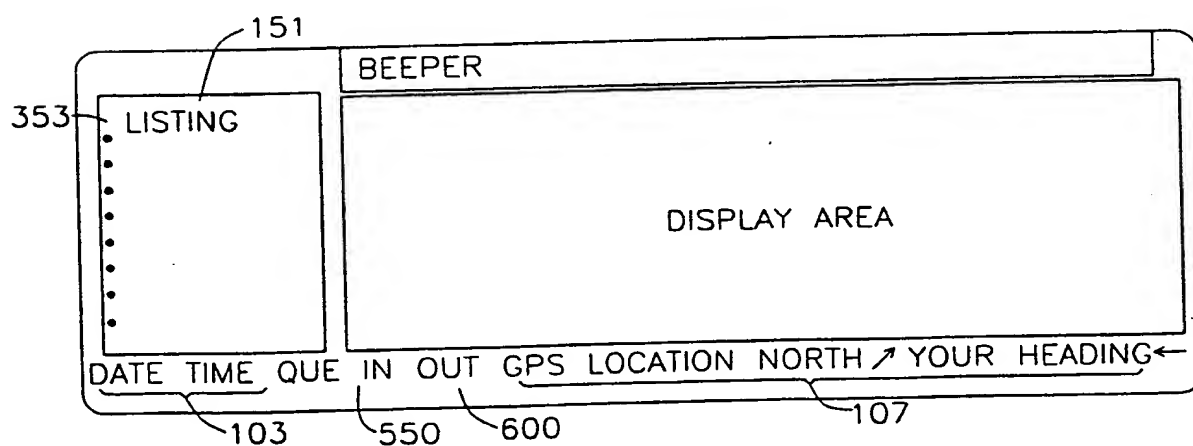 151
BEEPER
353 LISTING
DISPLAY AREA
DATE TIME QUE IN OUT GPS LOCATION NORTH ↗ YOUR HEADING ←
103 550 600 107